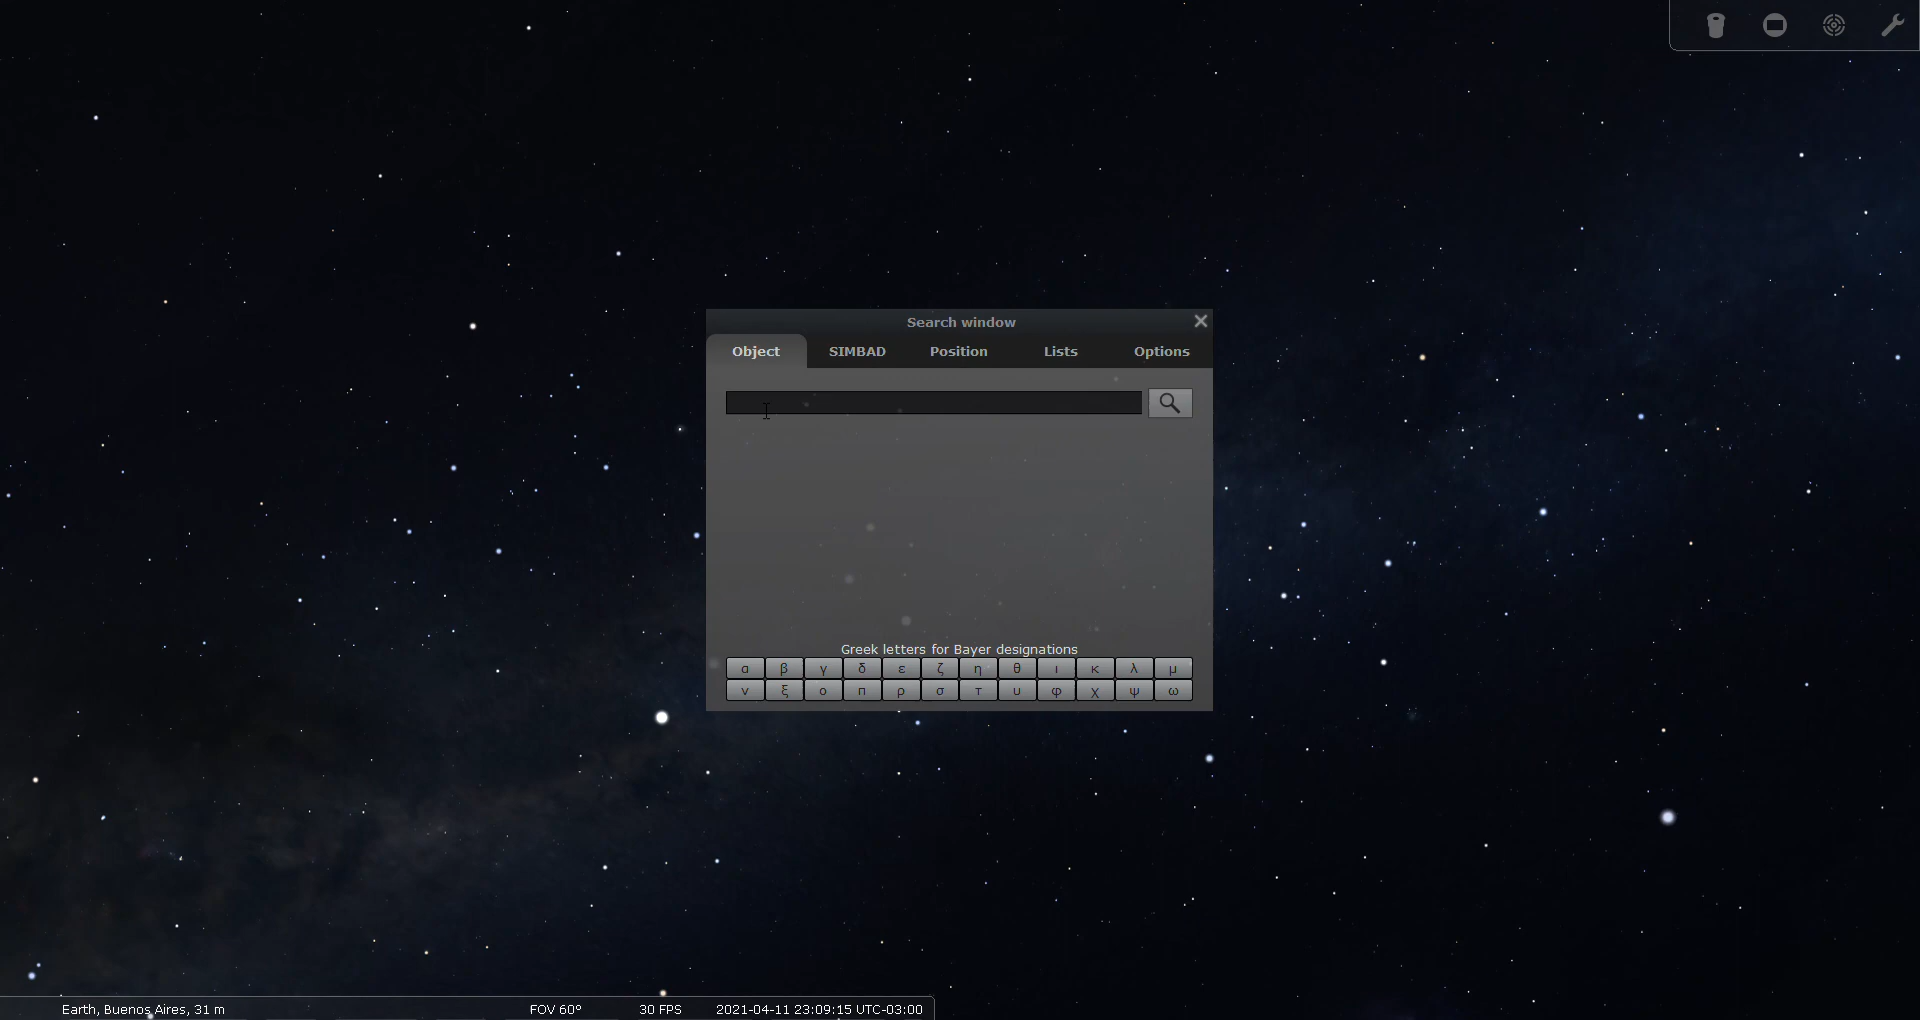 Search window
Object SIMBAD Position Lists Options
Greek letters for Bayer designations
α β γ δ ε ζ η θ ι κ λ μ
ν ξ ο π ρ σ τ υ φ χ ψ ω
Earth, Buenos Aires, 31 m FOV 60° 30 FPS 2021-04-11 23:09:15 UTC-03:00